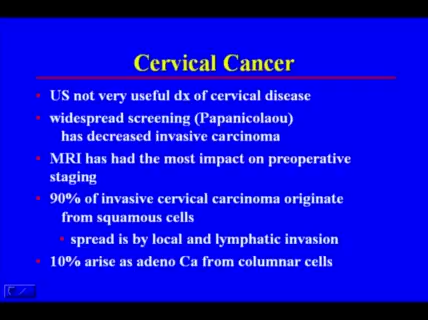 Cervical Cancer
• US not very useful dx of cervical disease
• widespread screening (Papanicolaou)
has decreased invasive carcinoma
• MRI has had the most impact on preoperative
staging
• 90% of invasive cervical carcinoma originate
from squamous cells
• spread is by local and lymphatic invasion
• 10% arise as adeno Ca from columnar cells